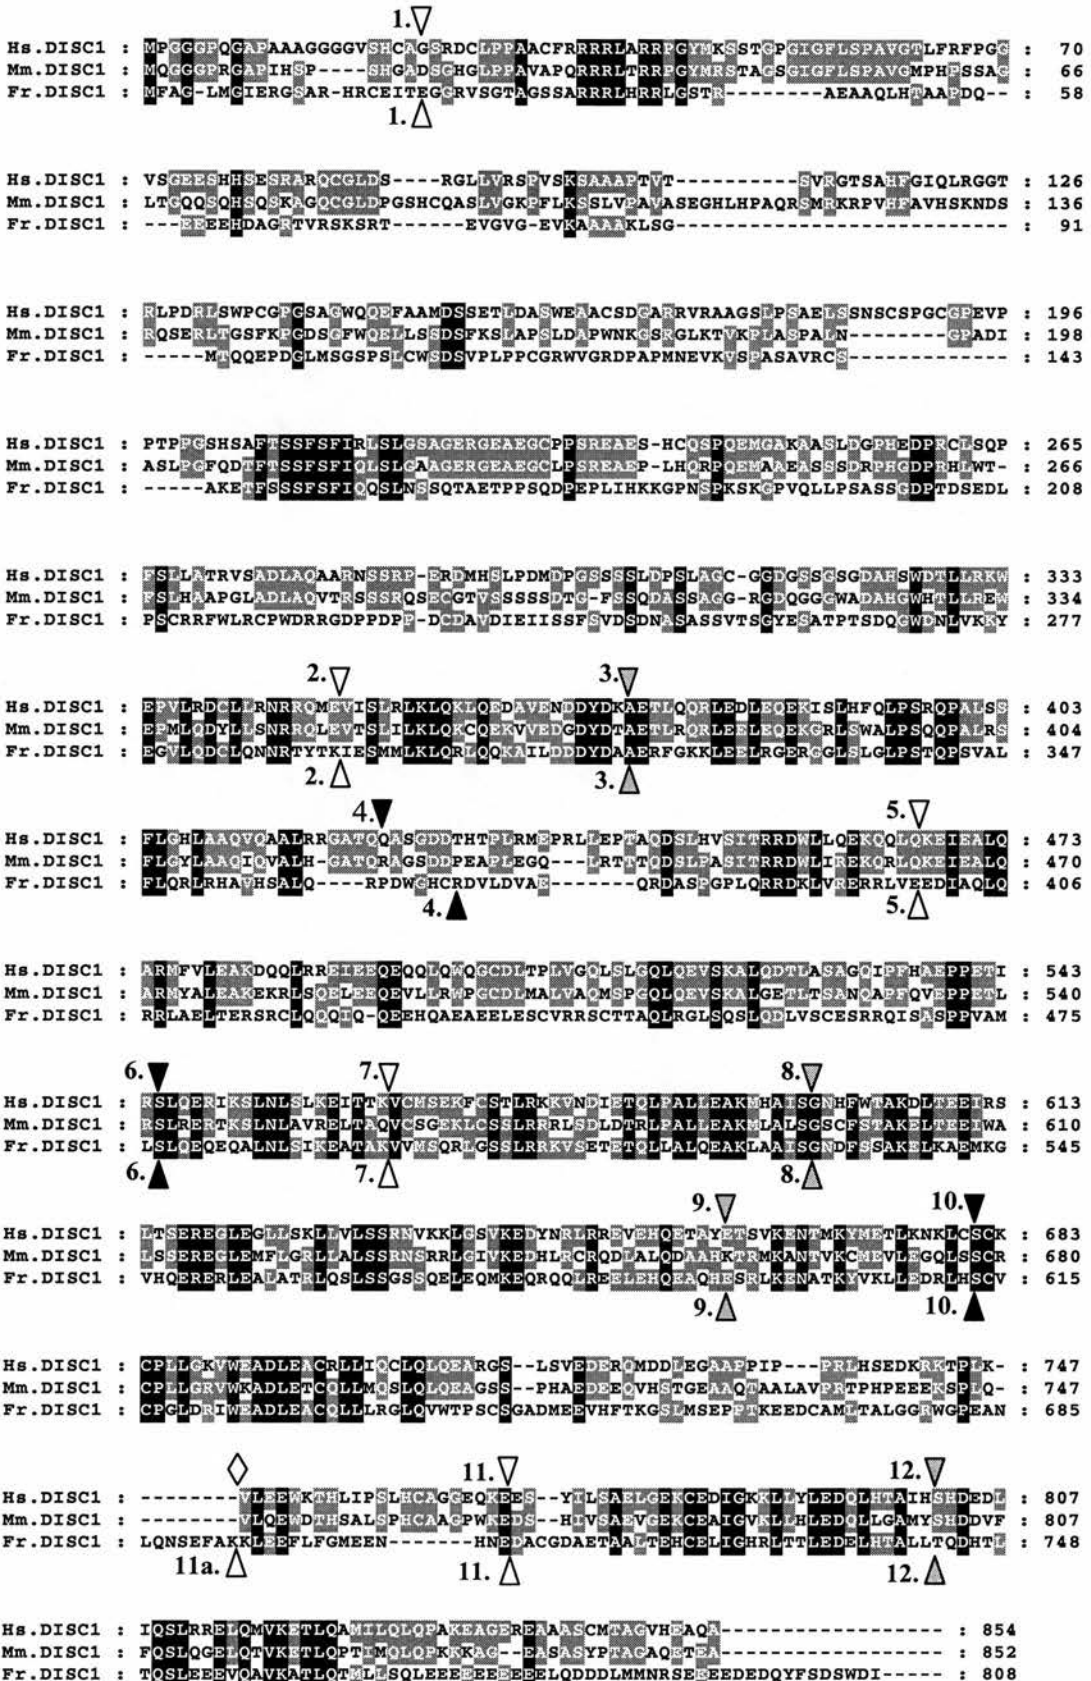 1.
Hs.DISC1 : MPGGGPQGAPAAAGGGGVSHCAGSRDCLPPAACFRRRRLARRPGYMRSSTGPGIGFLSPAVGTLFRFPGG : 70
Mm.DISC1 : MQGGGPRGAPIHSP-----SHGADSGHGLPPAVAPQRRRLTRRPGYMRSTAGSGIGFLSPAVGMPHPSSAG : 66
Fr.DISC1 : MFAG-LMGIERGSAR-HRCEITEGGRVSGTAGSSARRRLHRRLGSTR----------AEAAQLHTAAPDQ-- : 58
1.
Hs.DISC1 : VSGEESHHSESRARQCGLDS----RGLLVRSPVSKSAAAPTVT----------SVRGTSAHFGIQLRGGT : 126
Mm.DISC1 : LTGQQSQHSQSKAGQCGLDPGSHCQASLVGKPFLKSSLVPAVASEGHLHPAQRSMRKRPVHFAVHSKNDS : 136
Fr.DISC1 : ---EEEEHDAGRTVRSKSRT------EVGVG-EVKAAAAKLSG--------------------------- : 91
Hs.DISC1 : RLPDRLSWPCGPGSAGWQQEFAAMDSSETLDASWEAACSDGARRVRAAGSLPSAELSSNSCSPGCGPEVP : 196
Mm.DISC1 : RQSERLTGSFKPGDSGFWQELLSSDSFKSLAPSLDAPWNKGSRGLKTVKPLASPALN--------GPADI : 198
Fr.DISC1 : -----MTQQEPDGLMSGSPSLCWSDSVPLPPCGRWVGRDPAPMNEVKVSPASAVRCS------------- : 143
Hs.DISC1 : PTPPGSHSAFTSSFSFIRLSLGSAGERGEAEGCPPSREAES-HCQSPQEMGAKAASLDGPHEDPRCLSQP : 265
Mm.DISC1 : ASLPGFQDTFTSSFSFIQLSLGAAGERGEAEGCLPSREAEP-LHQRPQEMAAEASSSDRPHGDPRHLWT- : 266
Fr.DISC1 : -----AKETFSSSFSFIQQSLNSSQTAETPPSQDPEPLIHKKGPNSPKSKGPVQLLPSASSGDPTDSEDL : 208
Hs.DISC1 : FSLLATRVSADLAQAARNSSRP-ERDMHSLPDMDPGSSSSLDPSLAGC-GGDGSSGSGDAHSWDTLLRKW : 333
Mm.DISC1 : FSLHAAPGLADLAQVTRSSSRQSECGTVSSSSSDTG-FSSQDASSAGG-RGDQGGGWADAHGWHTLLREW : 334
Fr.DISC1 : PSCRRFWLRCPWDRRGDPPDPP-DCDAVDIEIISSFSVDSDNASASSVTSGYESATPTSDQGWDNLVKKY : 277
2. 3.
Hs.DISC1 : EPVLRDCLLRNRRQMEVISLRLKLQKLQEDAVENDDYDKAETLQQRLEDLEQEKISLHFQLPSRQPALSS : 403
Mm.DISC1 : EPMLQDYLLSNRRQLEVTSLILKLQKCQEKVVEDGDYDTAETLRQRLEELEQEKGRLSWALPSQQPALRS : 404
Fr.DISC1 : EGVLQDCLQNNRTYTKIESMMLKLQRLQQKAILDDDYDAAERFGKKLEELRGERGGLSLGLPSTQPSVAL : 347
2. 3.
4. 5.
Hs.DISC1 : FLGHLAAQVQAALRRGATQQASGDDTHTPLRMEPRLLEPTAQDSLHVSITRRDWLLQEKQQLQKEIEALQ : 473
Mm.DISC1 : FLGYLAAQIQVALH-GATQRAGSDDPEAPLEGQ---LRTTTQDSLPASITRRDWLIREKQRLQKEIEALQ : 470
Fr.DISC1 : FLQRLRHAVHSALQ----RPDWGHCRDVLDVAE-------QRDASPGPLQRRDKLVRERRLVEEDIAQLQ : 406
4. 5.
Hs.DISC1 : ARMFVLEAKDQQLRREIEEQEQQLQWQGCDLTPLVGQLSLGQLQEVSKALQDTLASAGQIPFHAEPPETI : 543
Mm.DISC1 : ARMYALEAKEKRLSQELEEQEVLLRWPGCDLMALVAQMSPGQLQEVSKALGETLTSANQAPFQVEPPETL : 540
Fr.DISC1 : RRLAELTERSRCLQQQIQ-QEEHQAEAEELESCVRRSCTTAQLRGLSQSLQDLVSCESRRQISASPPVAM : 475
6. 7. 8.
Hs.DISC1 : RSLQERIKSLNLSLKEITTKVCMSEKFCSTLRKKVNDIETQLPALLEAKMHAISGNHFWTAKDLTEEIRS : 613
Mm.DISC1 : RSLRERTKSLNLAVRELTAQVCSGEKLCSSLRRRLSDLDTRLPALLEAKMLALSGSCFSTAKELTEEIWA : 610
Fr.DISC1 : LSLQEQEQALNLSIKEATAKVVMSQRLGSSLRRKVSETETQLLALQEAKLAAISGNDFSSAKELKAEMKG : 545
6. 7. 8.
9. 10.
Hs.DISC1 : LTSEREGLEGLLSKLLVLSSRNVKKLGSVKEDYNRLRREVEHQETAYETSVKENTMKYMETLKNKLCSCK : 683
Mm.DISC1 : LSSEREGLEMFLGRLLALSSRNSRRLGIVKEDHLRCRQDLALQDAAHKTRMKANTVKCMEVLEGQLSSCR : 680
Fr.DISC1 : VHQERERLEALATRLQSLSSGSSQELEQMKEQRQQLREELEHQEAQHESRLKENATKYVKLLEDRLHSCV : 615
9. 10.
Hs.DISC1 : CPLLGKVWEADLEACRLLIQCLQLQEARGS--LSVEDERQMDDLEGAAPPIP---PRLHSEDKRKTPLK- : 747
Mm.DISC1 : CPLLGRVWKADLETCQLLMQSLQLQEAGSS--PHAEDEEQVHSTGEAAQTAALAVPRTPHPEEEKSPLQ- : 747
Fr.DISC1 : CPGLDRIWEADLEACQLLLRGLQVWTPSCSGADMEEVHFTKGSLMSEPPTKEEDCAMLTALGGRWGPEAN : 685
11. 12.
Hs.DISC1 : --------VLEEWKTHLIPSLHCAGGEQKEES--YILSAELGEKCEDIGKKLLYLEDQLHTAIHSHDEDL : 807
Mm.DISC1 : --------VLQEWDTHSALSPHCAAGPWKEDS--HIVSAEVGEKCEAIGVKLLHLEDQLLGAMYSHDDVF : 807
Fr.DISC1 : LQNSEFAKKLEEFLFGMEEN-------HNEDACGDAETAALTEHCELIGHRLTTLEDELHTALLTQDHTL : 748
11a. 11. 12.
Hs.DISC1 : IQSLRRELQMVKETLQAMILQLQPAKEAGEREAAASCMTAGVHEAQA------------------ : 854
Mm.DISC1 : FQSLQGELQTVKETLQPTIMQLQPKKKAG--EASASYPTAGAQETEA------------------ : 852
Fr.DISC1 : TQSLEEEVQAVKATLQTMLLSQLEEEEEEEEEELQDDDLMMNRSEEEEDEDQYFSDSWDI----- : 808